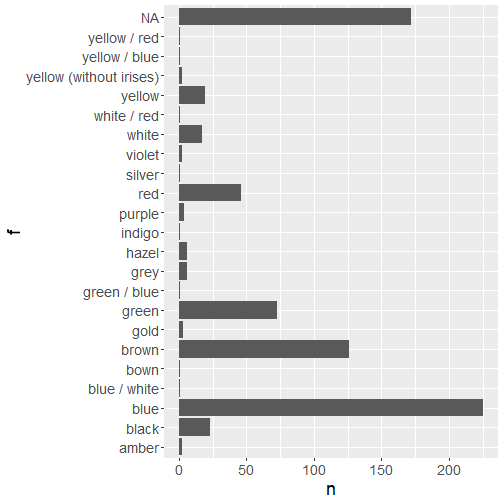 NA
yellow / red
yellow / blue
yellow (without irises)
yellow
white / red
white
violet
silver
red
purple
indigo
hazel
grey
green / blue
green
gold
brown
bown
blue / white
blue
black
amber
f
0 50 100 150 200
n